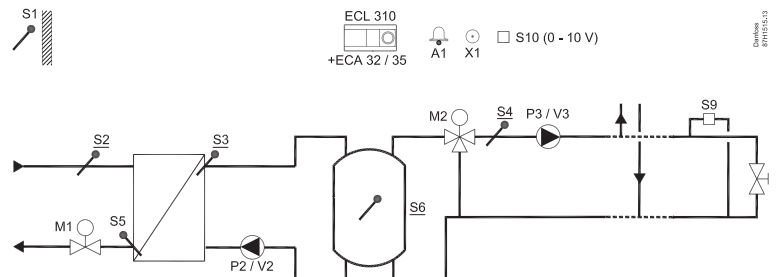 S1
ECL 310
+ECA 32 / 35
A1
X1
S10 (0 - 10 V)
Danfoss
87H1515.13
S2
S3
M2
S4
P3 / V3
S9
S6
M1
S5
P2 / V2